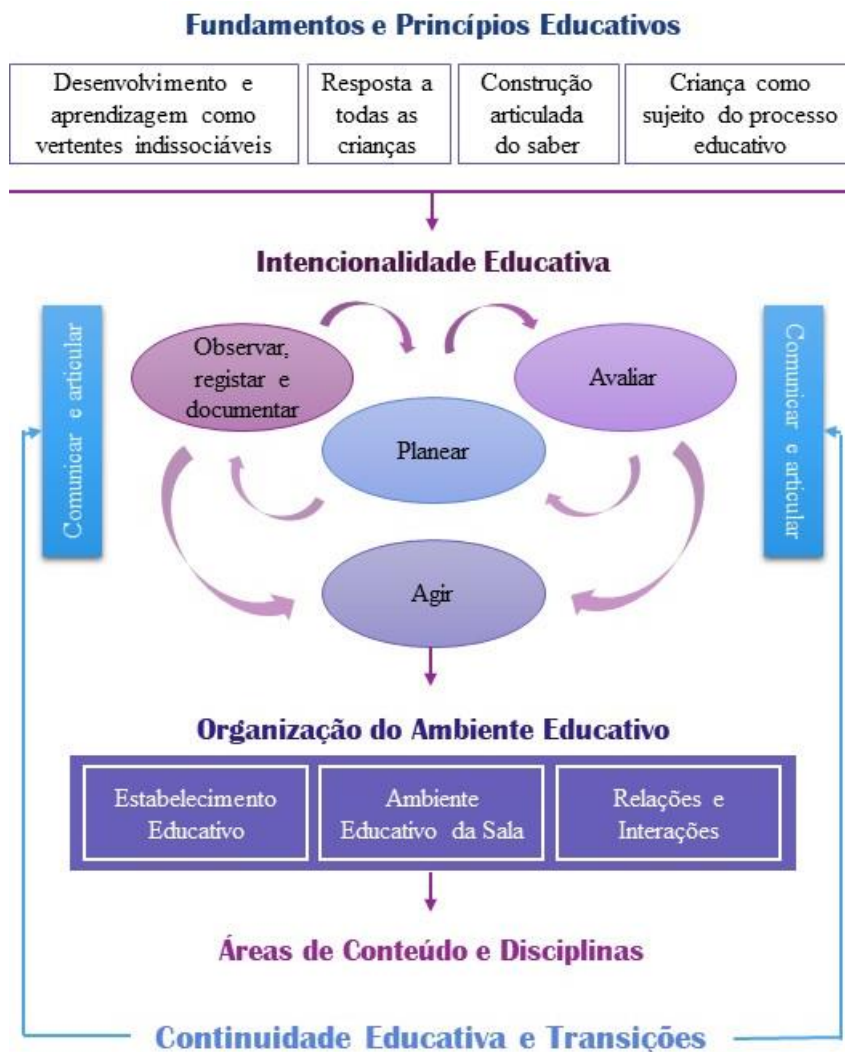 Fundamentos e Princípios Educativos
Desenvolvimento e
aprendizagem como
vertentes indissociáveis
Resposta a
todas as
crianças
Construção
articulada
do saber
Criança como
sujeito do processo
educativo
Intencionalidade Educativa
Comunicar e articular
Observar,
registar e
documentar
Planear
Avaliar
Comunicar e articular
Agir
Organização do Ambiente Educativo
Estabelecimento
Educativo
Ambiente
Educativo da Sala
Relações e
Interações
Áreas de Conteúdo e Disciplinas
Continuidade Educativa e Transições